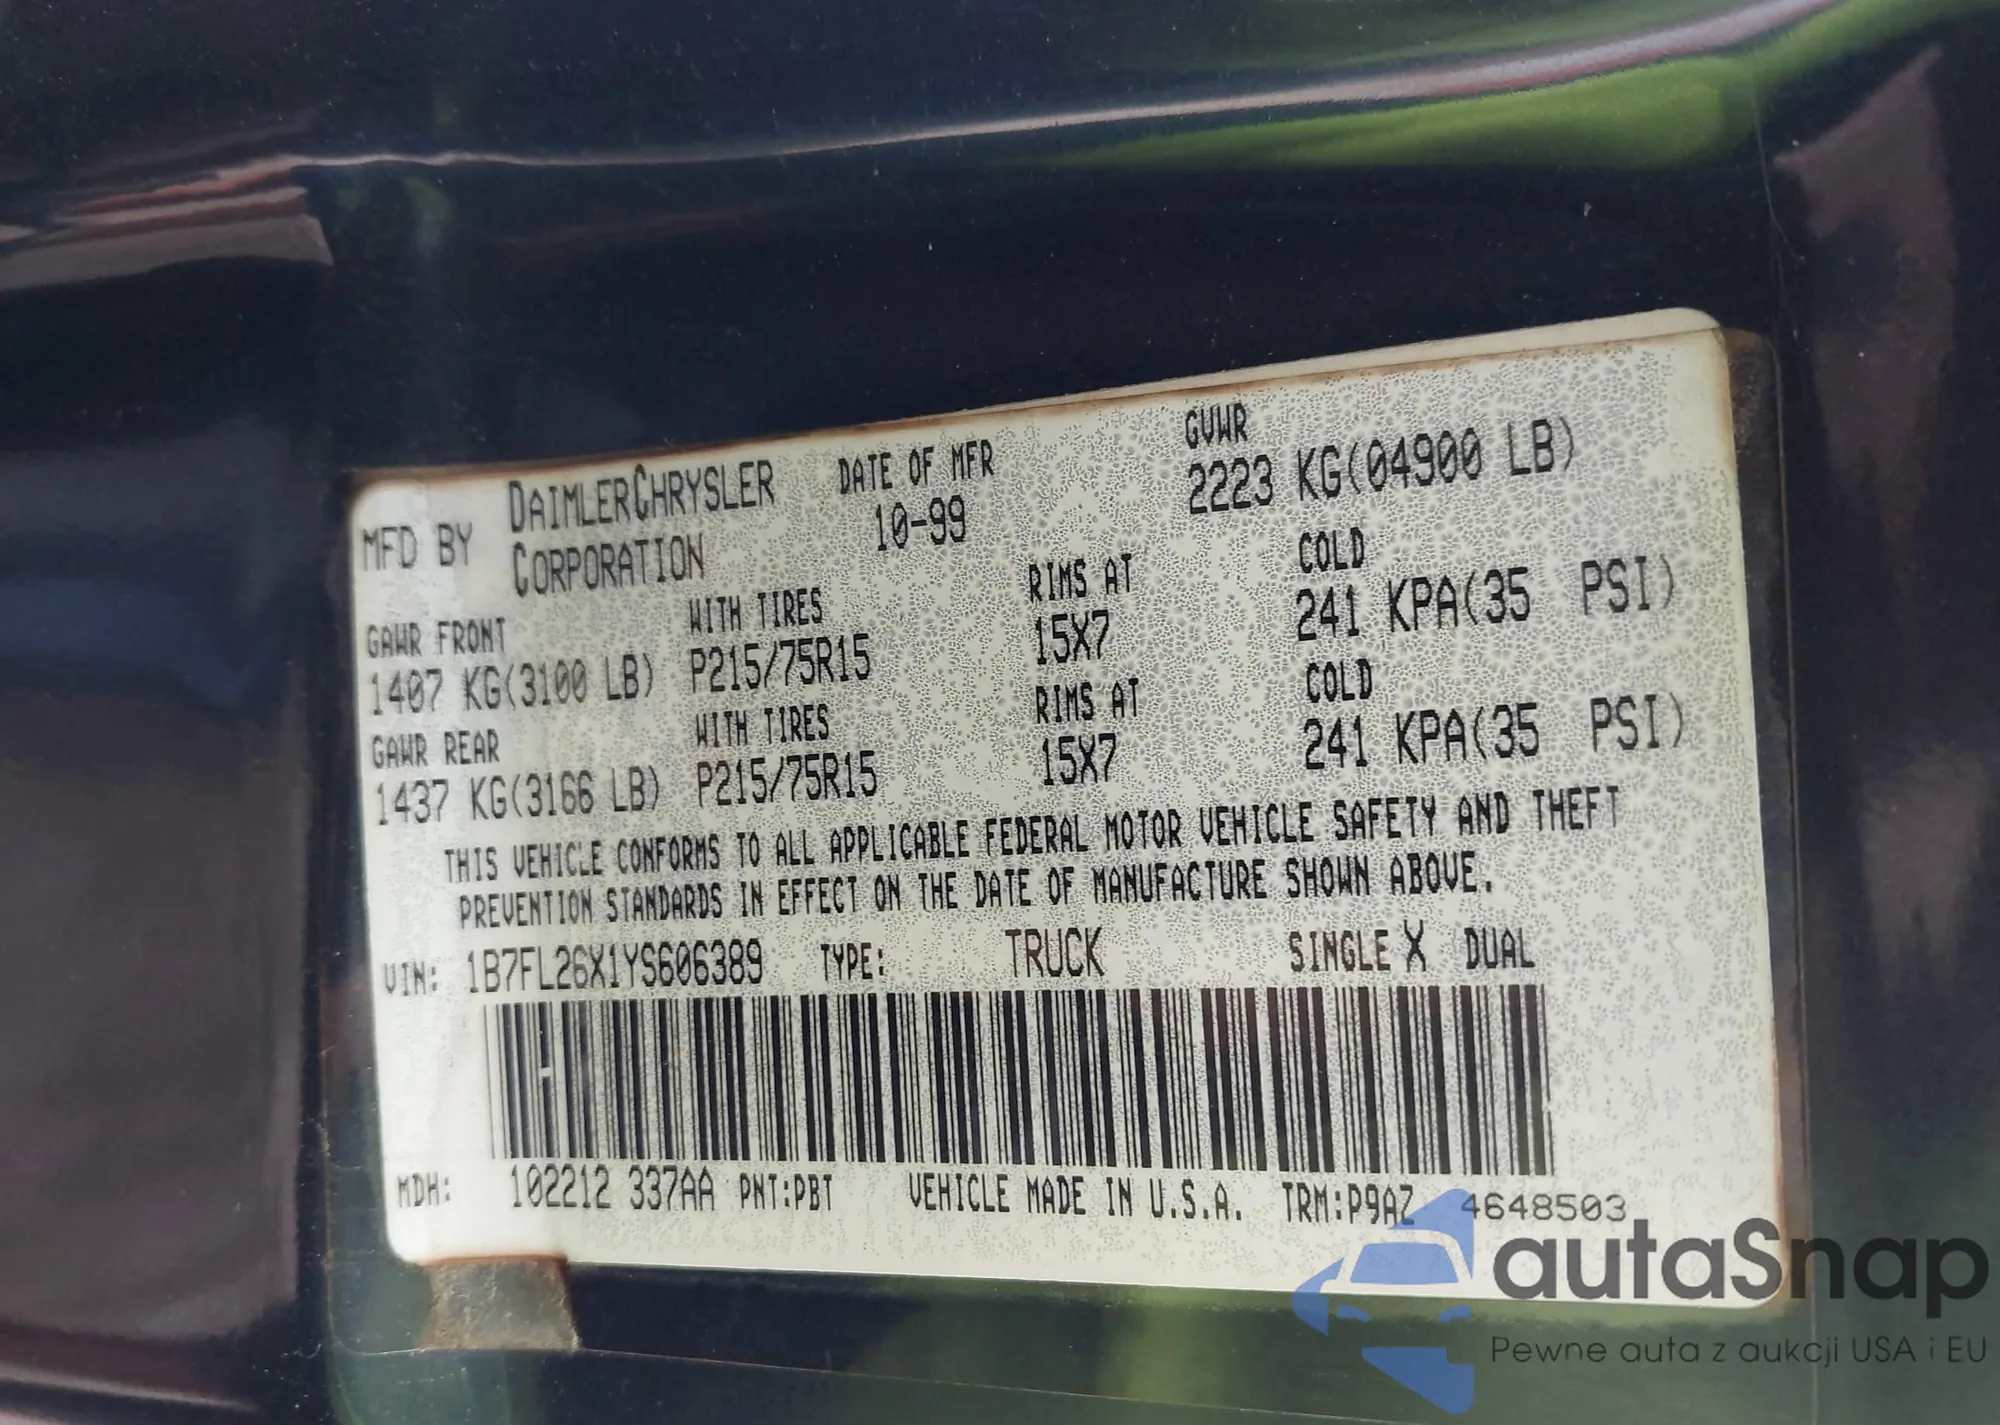 MFD BY DAIMLERCHRYSLER CORPORATION DATE OF MFR 10-99 GVWR 2223 KG(04900 LB)
GAWR FRONT WITH TIRES RIMS AT COLD
1407 KG(3100 LB) P215/75R15 15X7 241 KPA(35 PSI)
GAWR REAR WITH TIRES RIMS AT COLD
1437 KG(3166 LB) P215/75R15 15X7 241 KPA(35 PSI)
THIS VEHICLE CONFORMS TO ALL APPLICABLE FEDERAL MOTOR VEHICLE SAFETY AND THEFT
PREVENTION STANDARDS IN EFFECT ON THE DATE OF MANUFACTURE SHOWN ABOVE.
VIN: 1B7FL26X1YS606389 TYPE: TRUCK SINGLE X DUAL
MDH: 102212 337AA PNT:PBT VEHICLE MADE IN U.S.A. TRM:P9AZ 4648503
autaSnap
Pewne auta z aukcji USA i EU